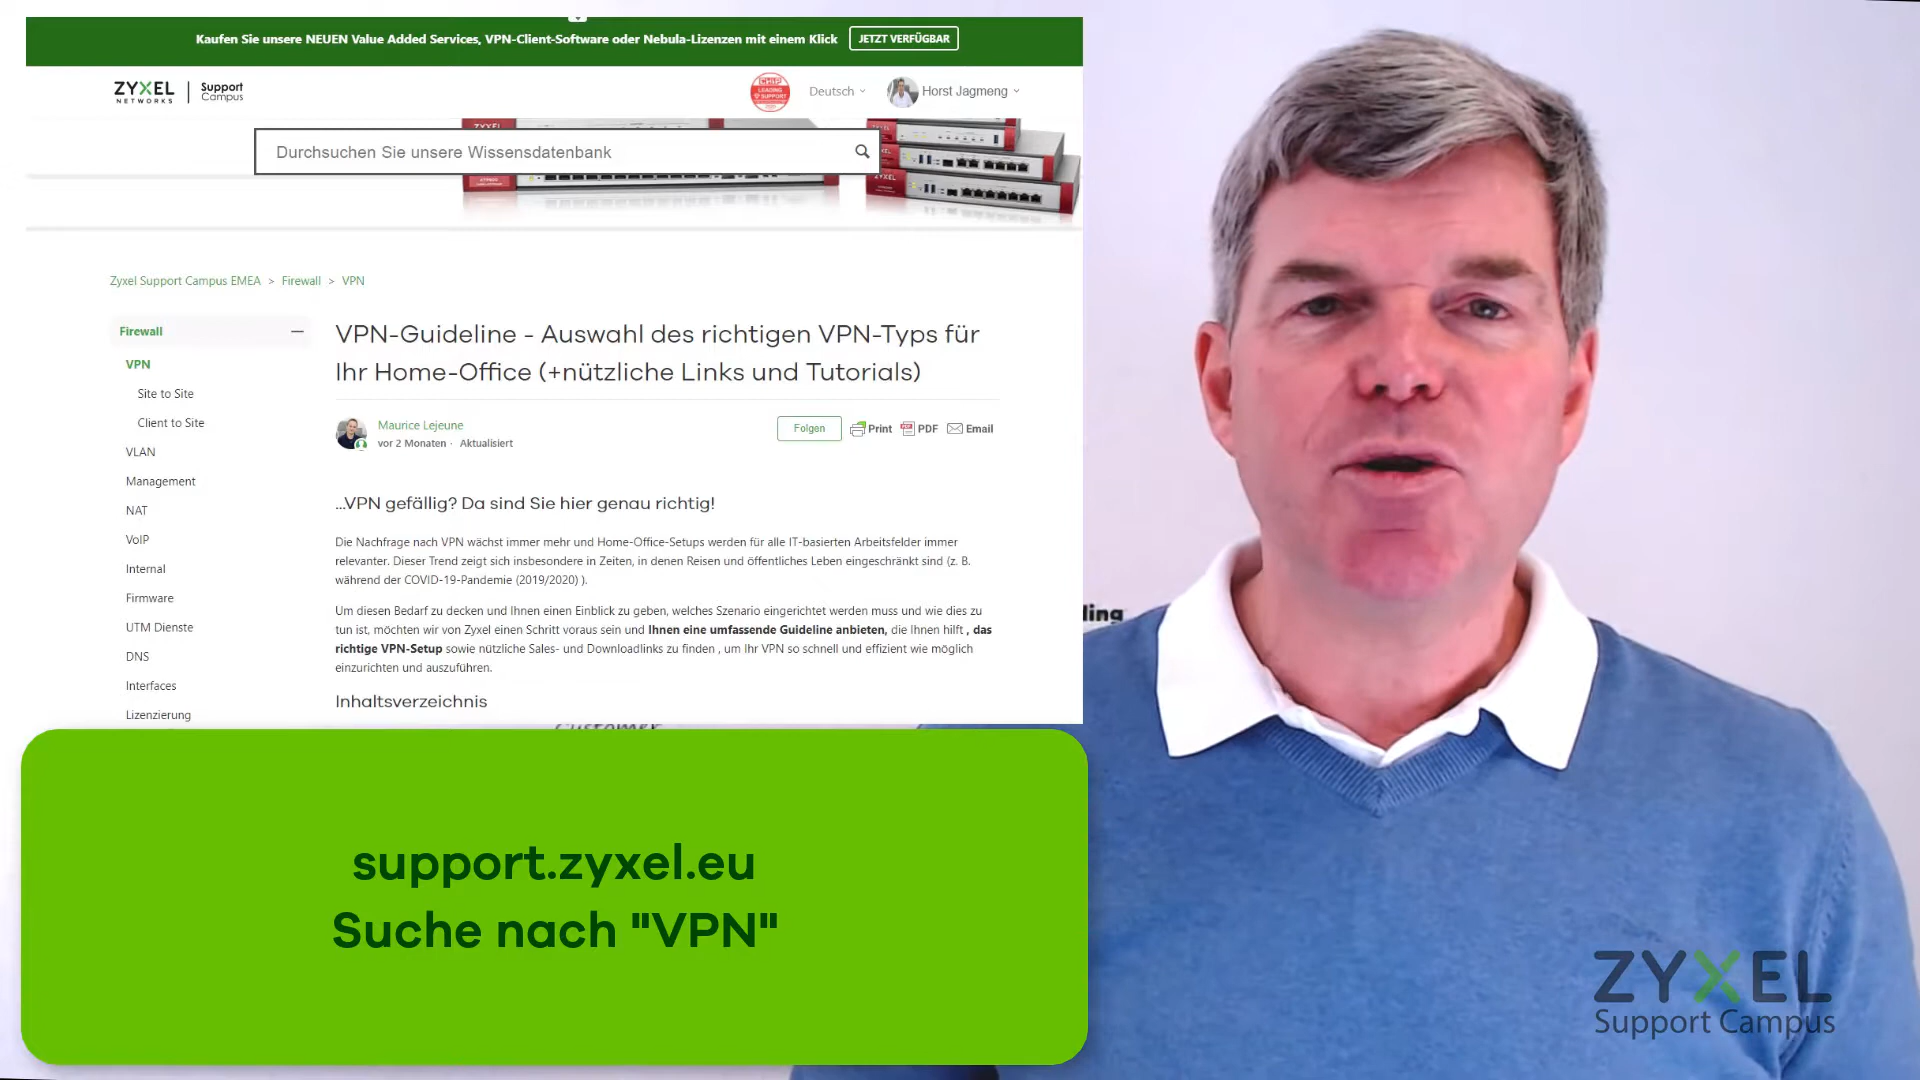 Kaufen Sie unsere NEUEN Value Added Services, VPN-Client-Software oder Nebula-Lizenzen mit einem Klick
JETZT VERFÜGBAR
ZYXEL
NETWORKS
Support
Campus
CHIP
LEADING
SUPPORT
Deutsch
Horst Jagmeng
ZYXEL
Durchsuchen Sie unsere Wissensdatenbank
ZYXEL
Zyxel Support Campus EMEA > Firewall > VPN
Firewall
VPN
Site to Site
Client to Site
VLAN
Management
NAT
VoIP
Internal
Firmware
UTM Dienste
DNS
Interfaces
Lizenzierung
VPN-Guideline - Auswahl des richtigen VPN-Typs für
Ihr Home-Office (+nützliche Links und Tutorials)
Maurice Lejeune
vor 2 Monaten · Aktualisiert
Folgen
Print
PDF
Email
...VPN gefällig? Da sind Sie hier genau richtig!
Die Nachfrage nach VPN wächst immer mehr und Home-Office-Setups werden für alle IT-basierten Arbeitsfelder immer
relevanter. Dieser Trend zeigt sich insbesondere in Zeiten, in denen Reisen und öffentliches Leben eingeschränkt sind (z. B.
während der COVID-19-Pandemie (2019/2020) ).
Um diesen Bedarf zu decken und Ihnen einen Einblick zu geben, welches Szenario eingerichtet werden muss und wie dies zu
tun ist, möchten wir von Zyxel einen Schritt voraus sein und Ihnen eine umfassende Guideline anbieten, die Ihnen hilft , das
richtige VPN-Setup sowie nützliche Sales- und Downloadlinks zu finden , um Ihr VPN so schnell und effizient wie möglich
einzurichten und auszuführen.
Inhaltsverzeichnis
Customer
ling
support.zyxel.eu
Suche nach "VPN"
ZYXEL
Support Campus